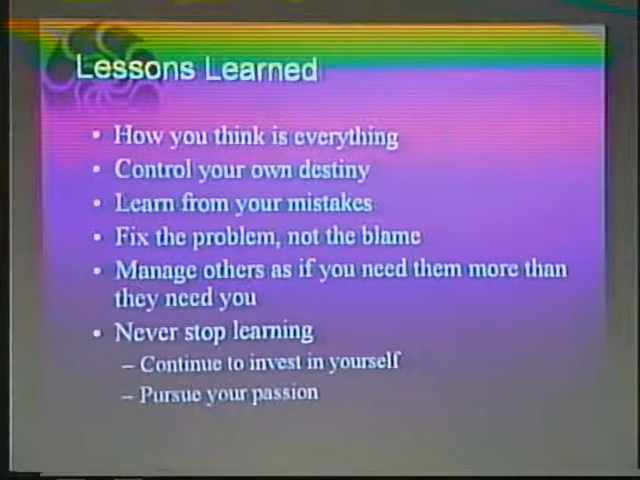 Lessons Learned
• How you think is everything
• Control your own destiny
• Learn from your mistakes
• Fix the problem, not the blame
• Manage others as if you need them more than
they need you
• Never stop learning
– Continue to invest in yourself
– Pursue your passion